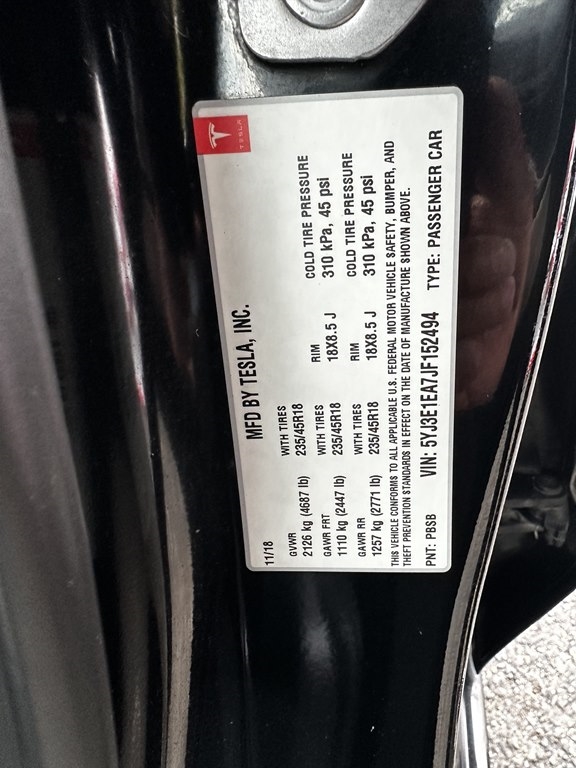 TESLA
MFD BY TESLA, INC.
11/18
GVWR WITH TIRES
2126 kg (4687 lb) 235/45R18
GAWR FRT WITH TIRES RIM COLD TIRE PRESSURE
1110 kg (2447 lb) 235/45R18 18X8.5 J 310 kPa, 45 psi
GAWR RR WITH TIRES RIM COLD TIRE PRESSURE
1257 kg (2771 lb) 235/45R18 18X8.5 J 310 kPa, 45 psi
THIS VEHICLE CONFORMS TO ALL APPLICABLE U.S. FEDERAL MOTOR VEHICLE SAFETY, BUMPER, AND
THEFT PREVENTION STANDARDS IN EFFECT ON THE DATE OF MANUFACTURE SHOWN ABOVE.
PNT: PBSB VIN: 5YJ3E1EA7JF152494 TYPE: PASSENGER CAR